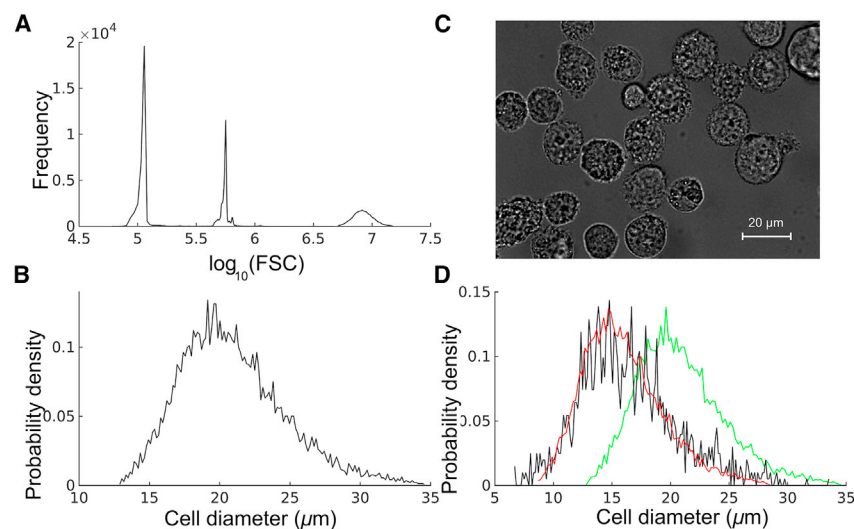 A
×10⁴
2
1.5
1
0.5
0
Frequency
4.5 5 5.5 6 6.5 7 7.5
log₁₀(FSC)
B
0.1
0.05
0
Probability density
10 15 20 25 30 35
Cell diameter (μm)
C
20 μm
D
0.15
0.1
0.05
0
Probability density
5 10 15 20 25 30 35
Cell diameter (μm)